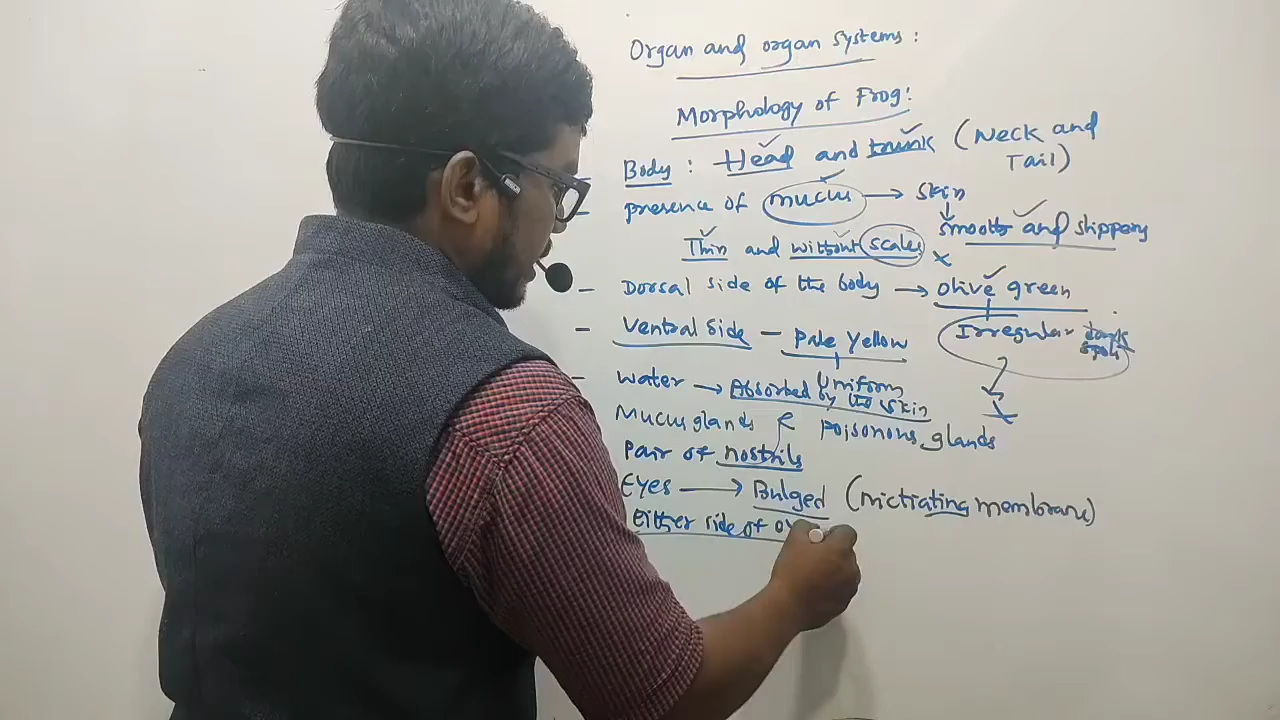 Organ and organ systems :
Morphology of Frog :
- Body : Head and trunk (Neck and Tail)
- presence of mucus → skin
smooth and slippery
Thin and without scales ×
- Dorsal side of the body → olive green
- Ventral side - Pale Yellow
Irregular dark spots
Uniform
- water → Absorbed by the skin
Mucus glands & poisonous glands
Pair of nostrils
Eyes → Bulged (nictiating membrane)
Either side of